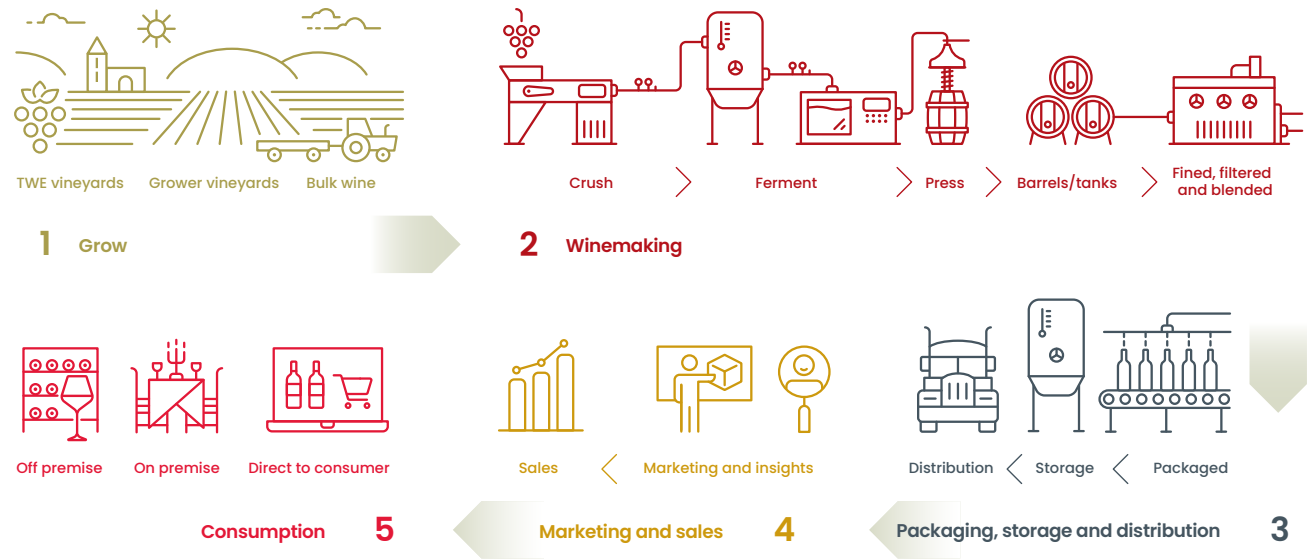 TWE vineyards
Grower vineyards
Bulk wine
1 Grow
Crush
Ferment
Press
Barrels/tanks
Fined, filtered
and blended
2 Winemaking
Distribution
Storage
Packaged
Packaging, storage and distribution 3
Sales
Marketing and insights
Marketing and sales 4
Off premise
On premise
Direct to consumer
Consumption 5